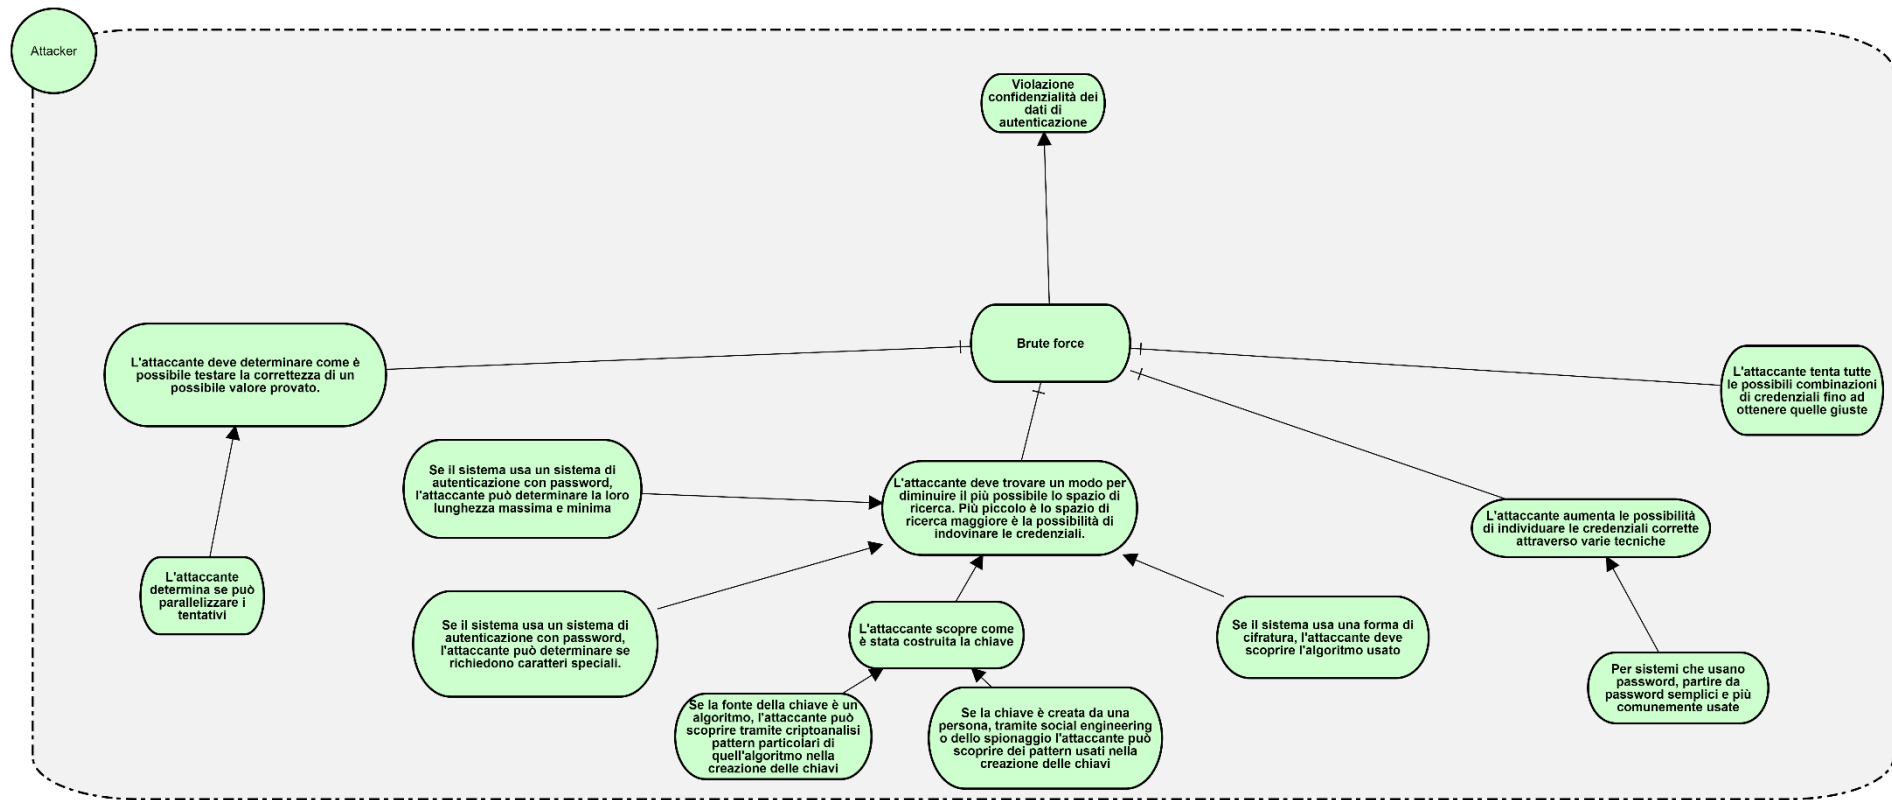 Attacker
Violazione
confidenzialità dei
dati di
autenticazione
Brute force
L'attaccante deve determinare come è
possibile testare la correttezza di un
possibile valore provato.
L'attaccante tenta tutte
le possibili combinazioni
di credenziali fino ad
ottenere quelle giuste
Se il sistema usa un sistema di
autenticazione con password,
l'attaccante può determinare la loro
lunghezza massima e minima
L'attaccante deve trovare un modo per
diminuire il più possibile lo spazio di
ricerca. Più piccolo è lo spazio di
ricerca maggiore è la possibilità di
indovinare le credenziali.
L'attaccante aumenta le possibilità
di individuare le credenziali corrette
attraverso varie tecniche
L'attaccante
determina se può
parallelizzare i
tentativi
Se il sistema usa un sistema di
autenticazione con password,
l'attaccante può determinare se
richiedono caratteri speciali.
L'attaccante scopre come
è stata costruita la chiave
Se il sistema usa una forma di
cifratura, l'attaccante deve
scoprire l'algoritmo usato
Per sistemi che usano
password, partire da
password semplici e più
comunemente usate
Se la fonte della chiave è un
algoritmo, l'attaccante può
scoprire tramite criptoanalisi
pattern particolari di
quell'algoritmo nella
creazione delle chiavi
Se la chiave è creata da una
persona, tramite social engineering
o dello spionaggio l'attaccante può
scoprire dei pattern usati nella
creazione delle chiavi